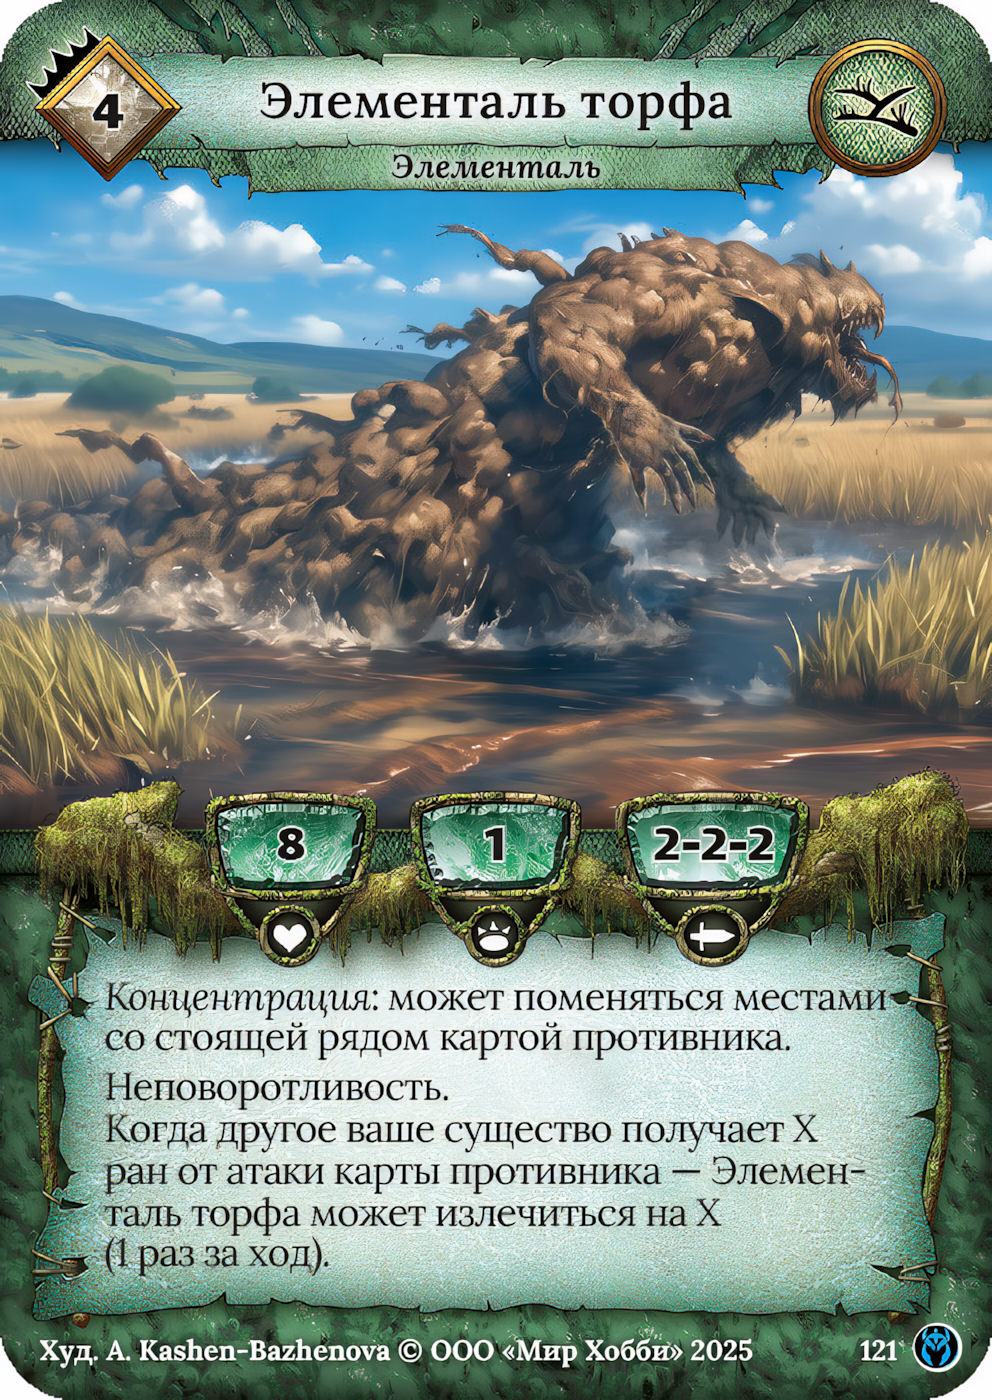 4
Элементаль торфа
Элементаль
8
1
2-2-2
Концентрация: может поменяться местами
со стоящей рядом картой противника.
Неповоротливость.
Когда другое ваше существо получает X
ран от атаки карты противника — Элемен-
таль торфа может излечиться на X
(1 раз за ход).
Худ. A. Kashen-Bazhenova © ООО «Мир Хобби» 2025
121